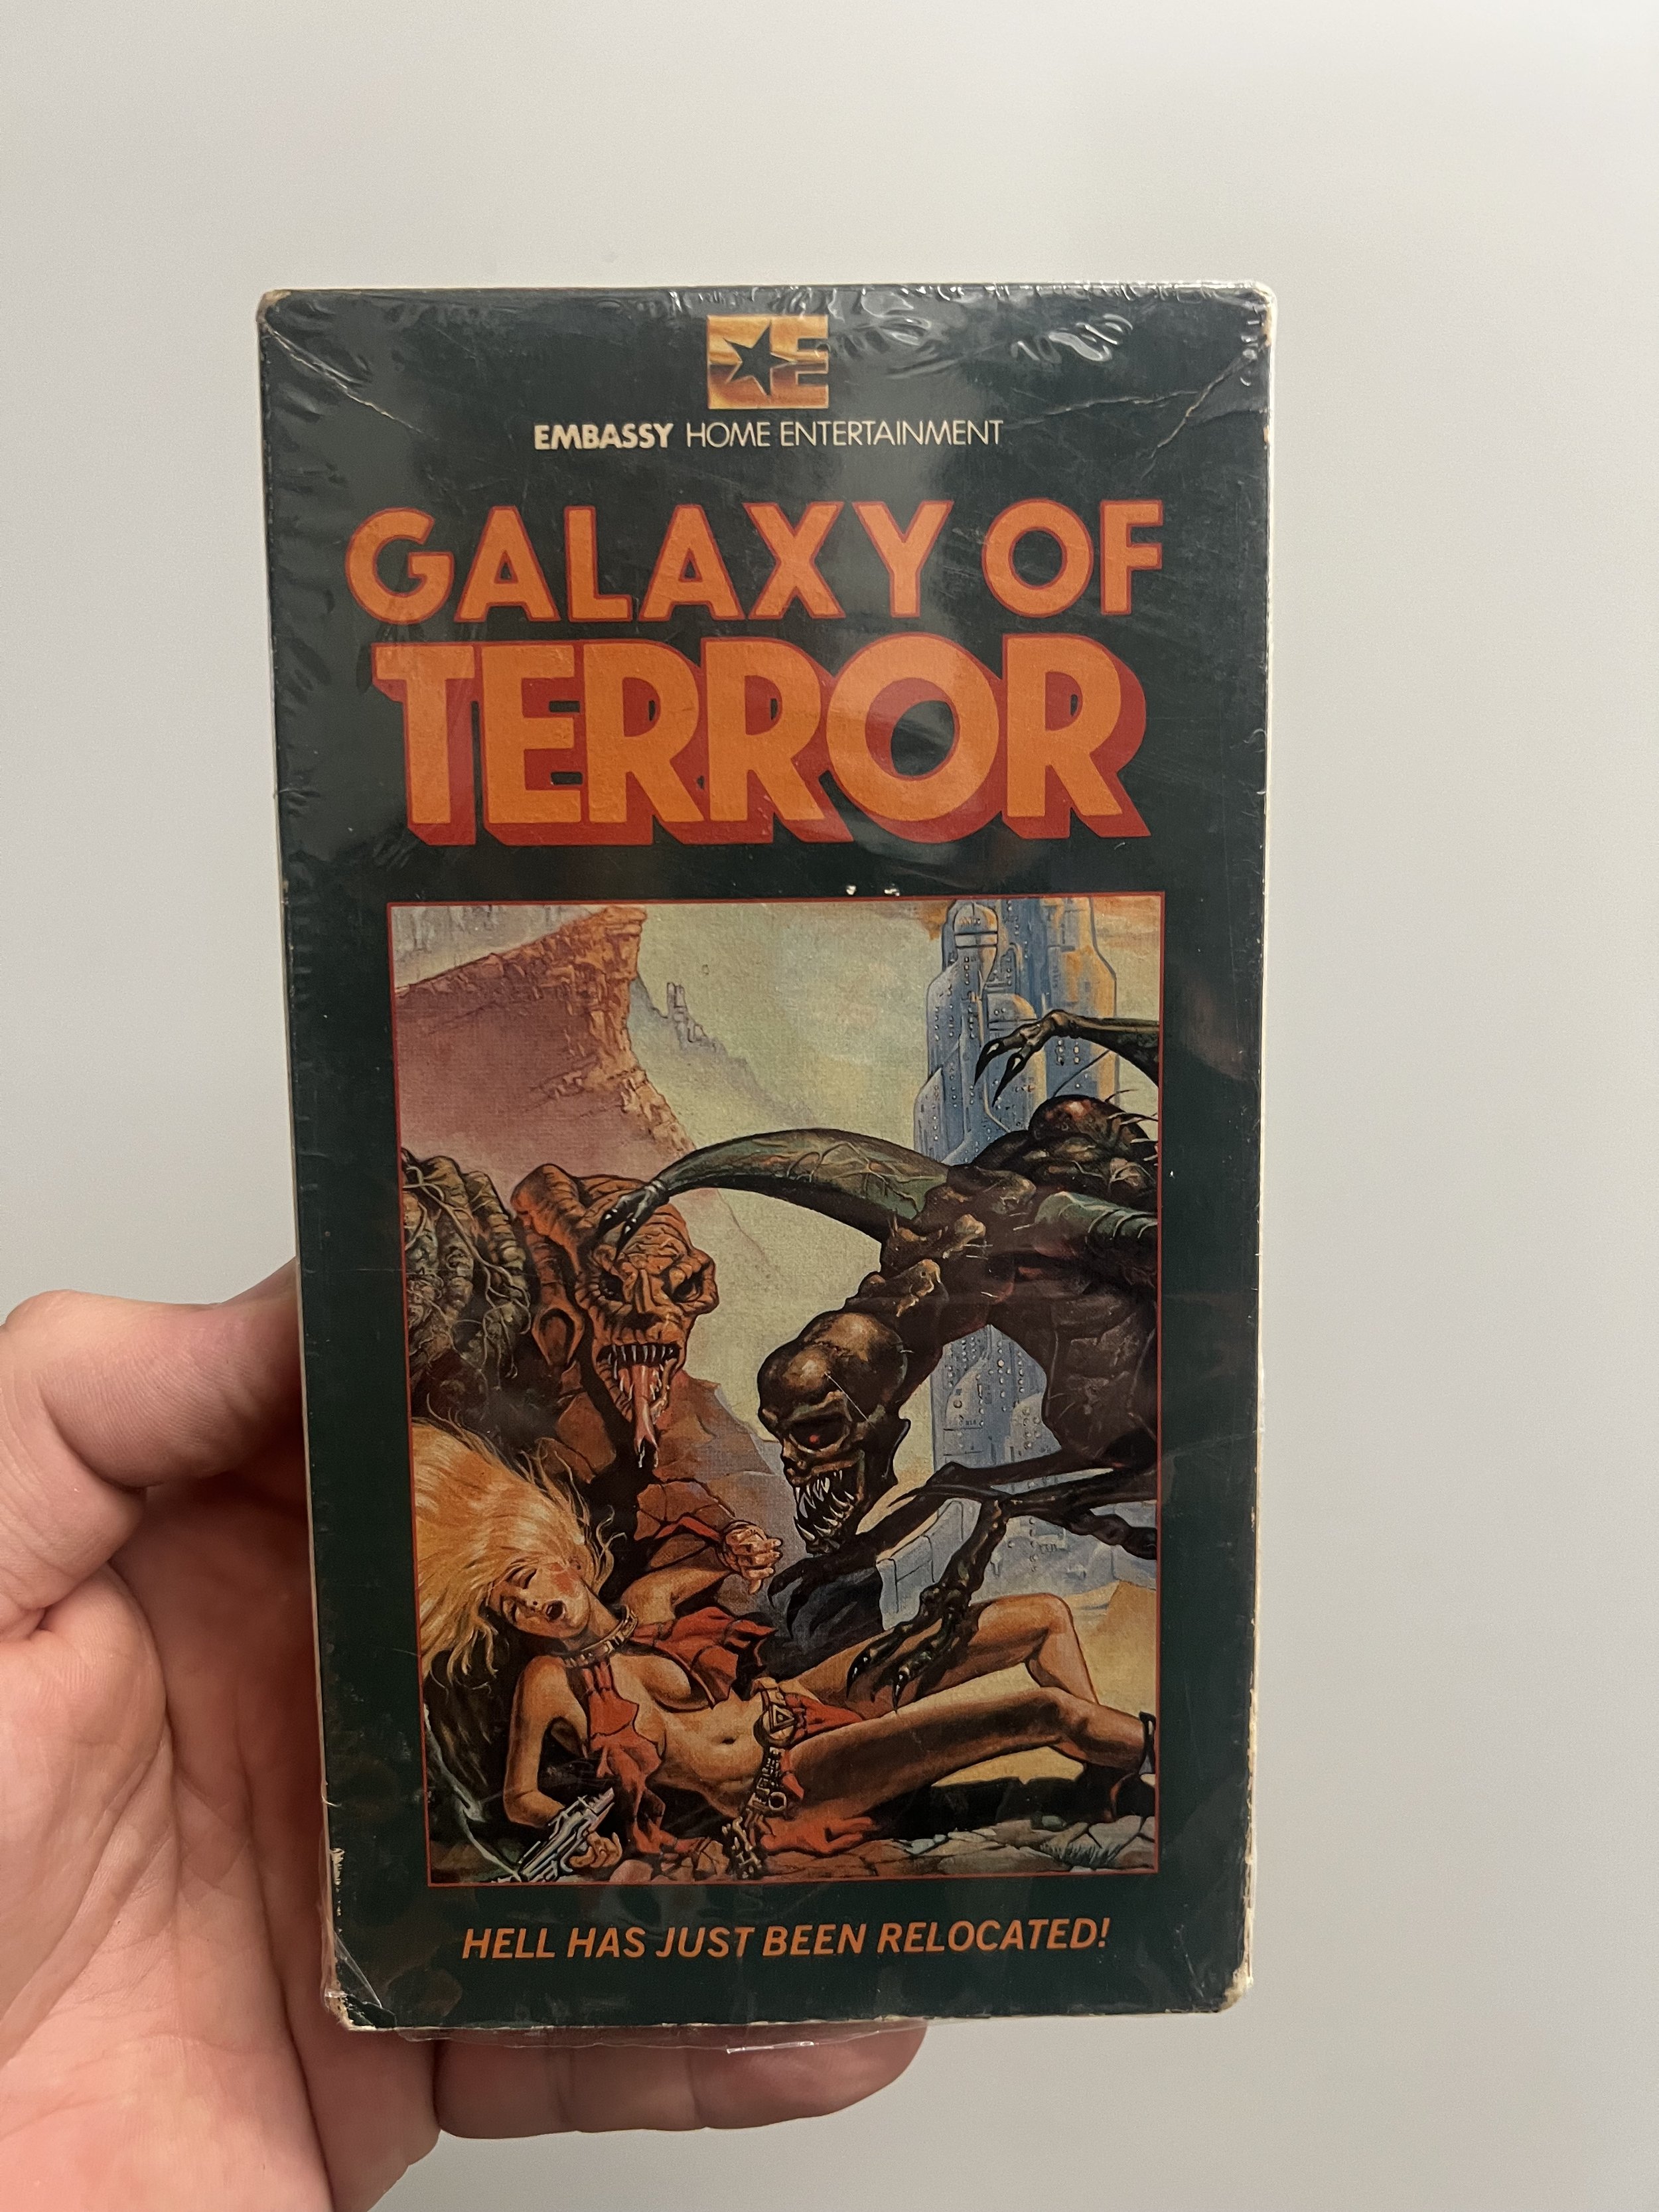 EMBASSY HOME ENTERTAINMENT
GALAXY OF
TERROR
HELL HAS JUST BEEN RELOCATED!